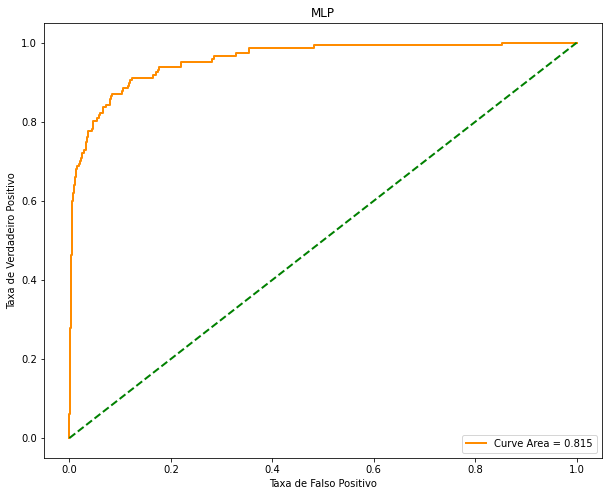 MLP
1.0
0.8
0.6
0.4
0.2
0.0
Taxa de Verdadeiro Positivo
Curve Area = 0.815
0.0 0.2 0.4 0.6 0.8 1.0
Taxa de Falso Positivo